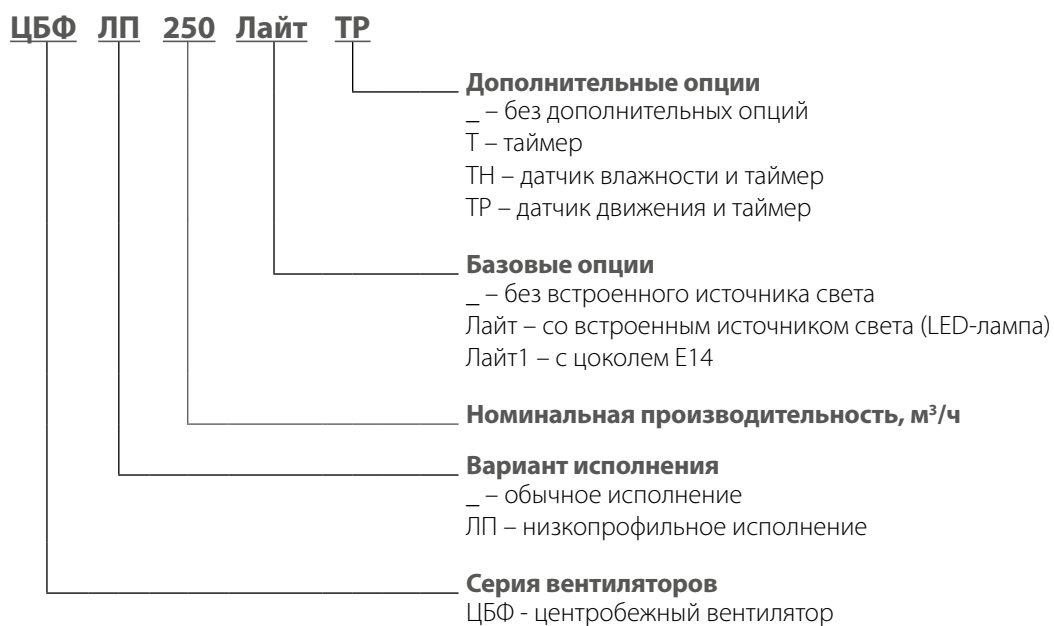 ЦБФ ЛП 250 Лайт ТР
Дополнительные опции
_ – без дополнительных опций
Т – таймер
ТН – датчик влажности и таймер
ТР – датчик движения и таймер
Базовые опции
_ – без встроенного источника света
Лайт – со встроенным источником света (LED-лампа)
Лайт1 – с цоколем Е14
Номинальная производительность, м³/ч
Вариант исполнения
_ – обычное исполнение
ЛП – низкопрофильное исполнение
Серия вентиляторов
ЦБФ - центробежный вентилятор